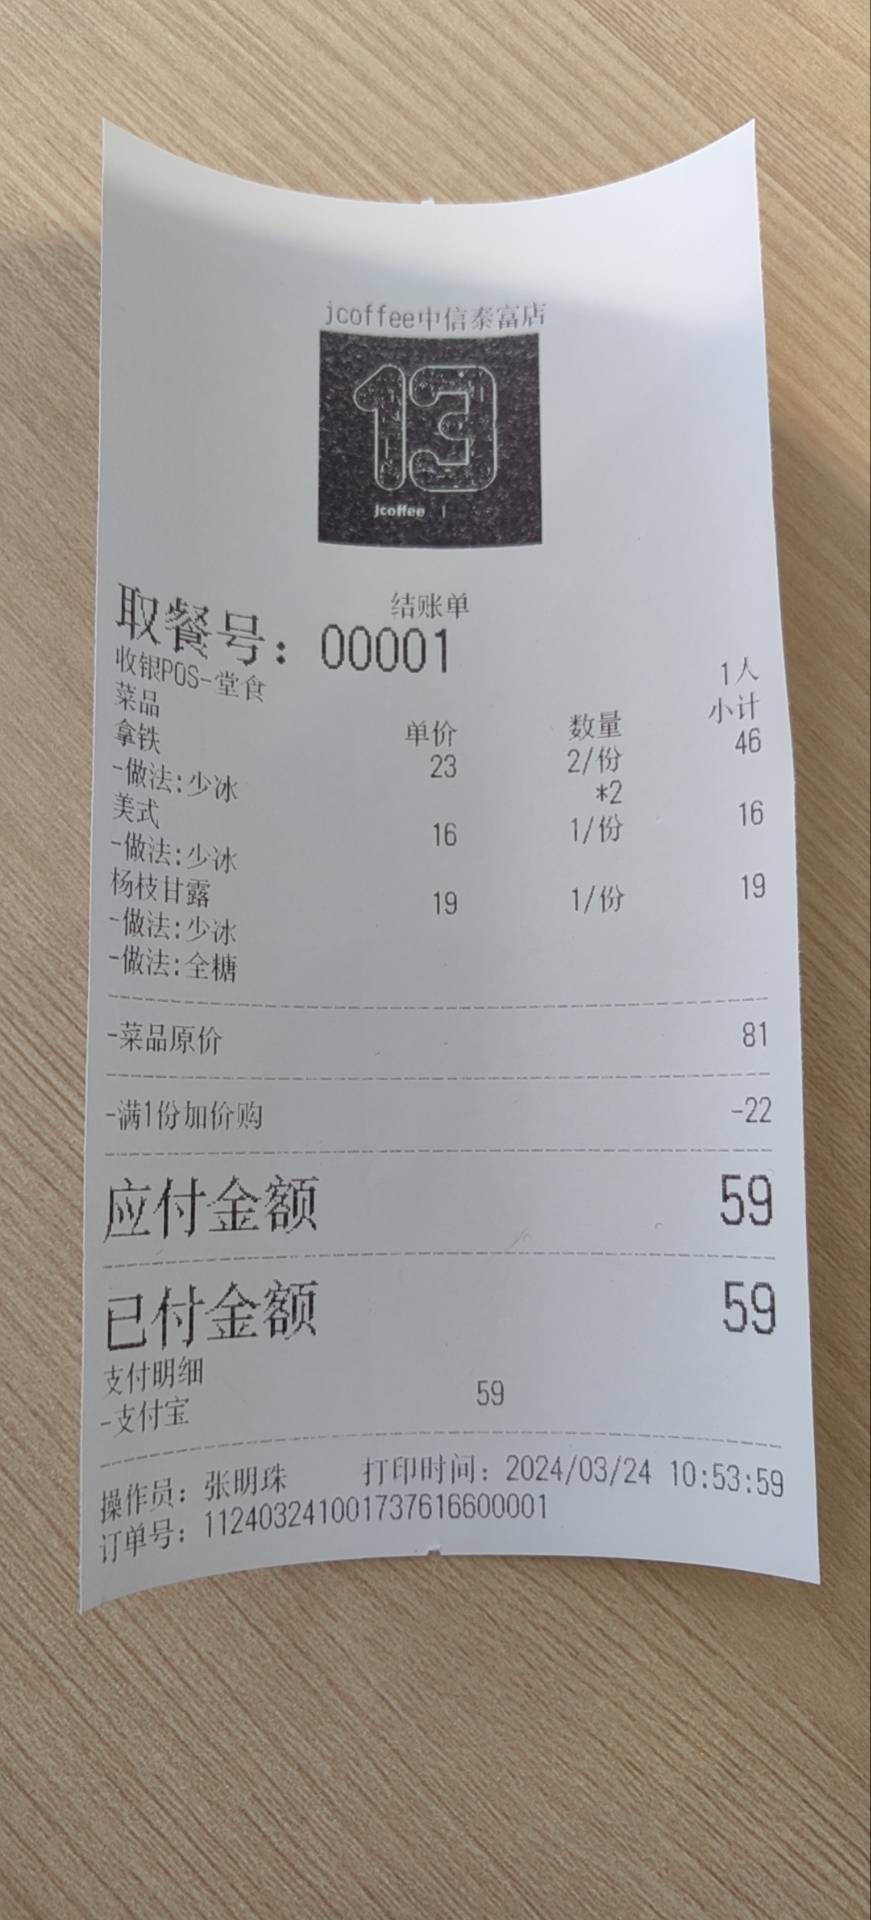 jcoffee中信泰富店
13
jcoffee
结账单
取餐号：00001
收银POS-堂食 1人
菜品 单价 数量 小计
拿铁 23 2/份 46
-做法:少冰 *2
美式 16 1/份 16
-做法:少冰
杨枝甘露 19 1/份 19
-做法:少冰
-做法:全糖
-菜品原价 81
-满1份加价购 -22
应付金额 59
已付金额 59
支付明细
-支付宝 59
操作员：张明珠 打印时间：2024/03/24 10:53:59
订单号：112403241001737616600001